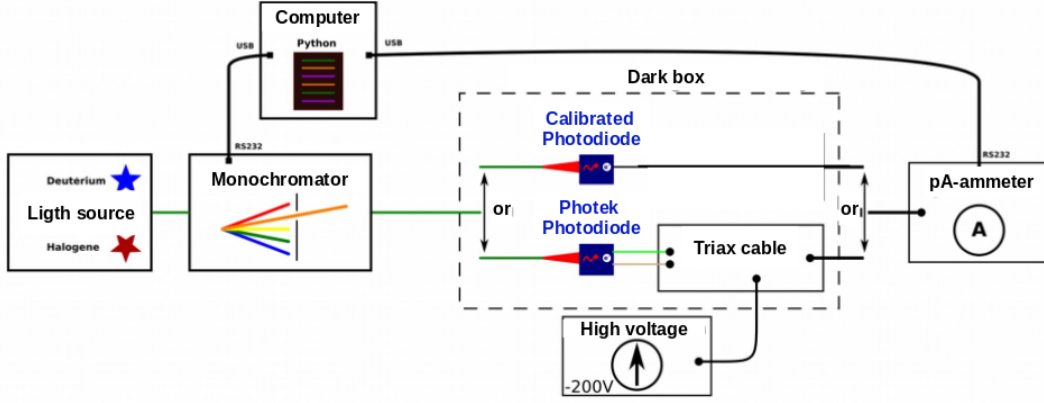 Computer
Python
USB
USB
RS232
Deuterium
Ligth source
Halogene
Monochromator
Dark box
Calibrated
Photodiode
or
Photek
Photodiode
Triax cable
or
RS232
pA-ammeter
A
High voltage
-200V